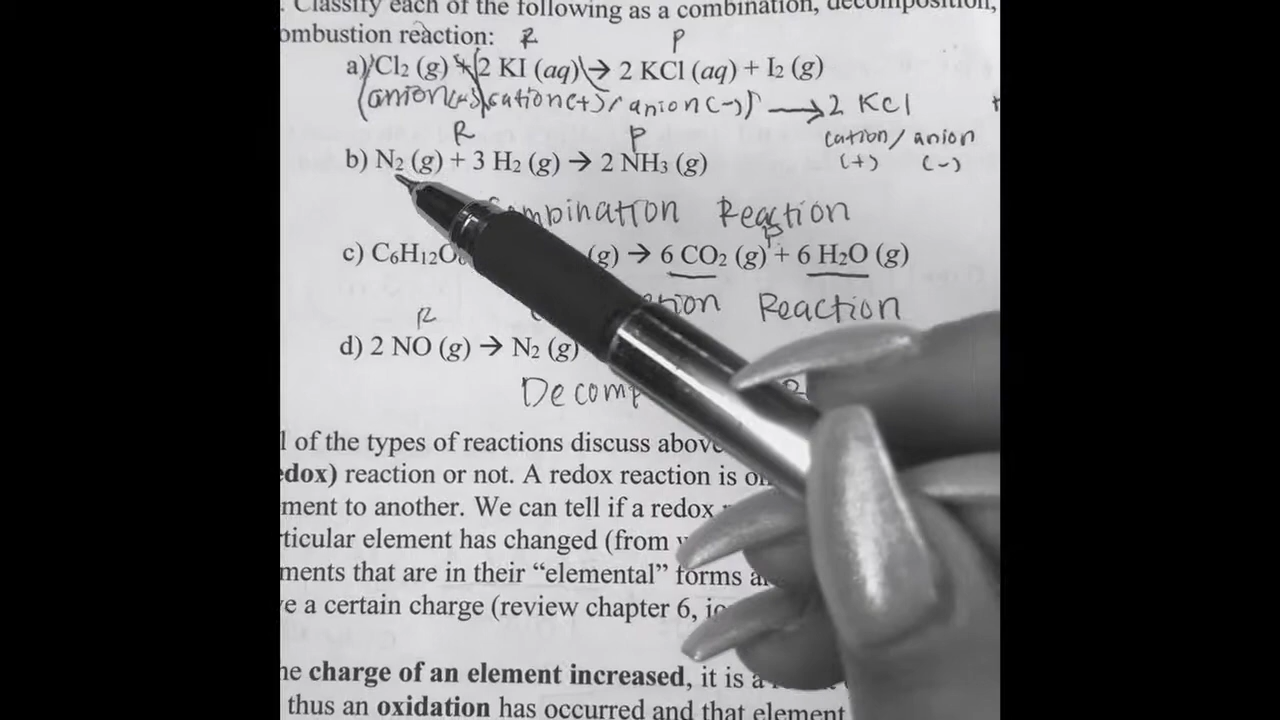 . Classify each of the following as a combination, decomposition,
ombustion reaction: R P
a) Cl2 (g) + 2 KI (aq) → 2 KCl (aq) + I2 (g)
(anion(-)) (cation(+) / anion(-)) → 2 KCl
R P cation/anion
b) N2 (g) + 3 H2 (g) → 2 NH3 (g) (+) (-)
mbination Reaction
c) C6H12O (g) → 6 CO2 (g) + 6 H2O (g)
Reaction
R
d) 2 NO (g) → N2 (g)
Decomp
l of the types of reactions discuss above
edox) reaction or not. A redox reaction is
ment to another. We can tell if a redox
rticular element has changed (from
ments that are in their “elemental” forms
ve a certain charge (review chapter 6,
he charge of an element increased, it is a
thus an oxidation has occurred and that element